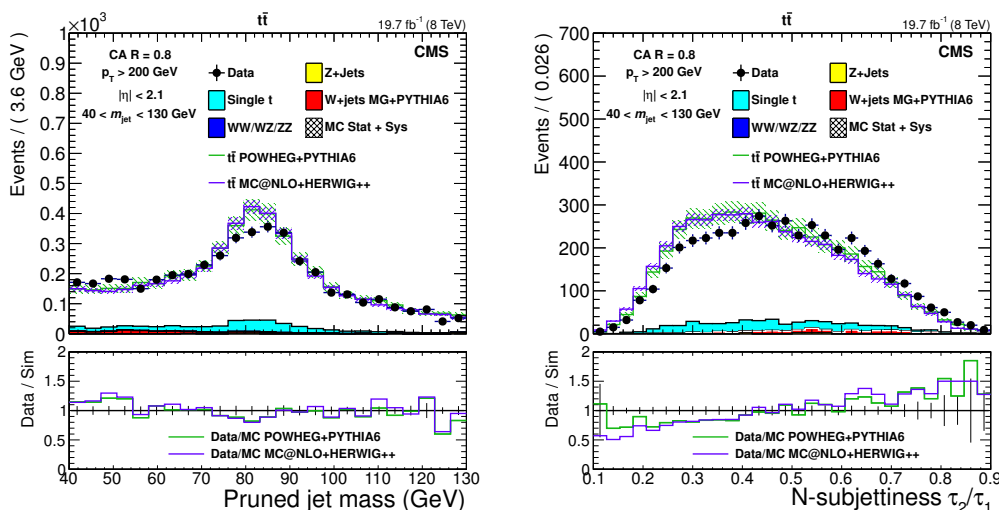 ×10³
tt̄
19.7 fb⁻¹ (8 TeV)
CMS
CA R = 0.8
p_T > 200 GeV
|η| < 2.1
40 < m_jet < 130 GeV
Data
Z+Jets
Single t
W+jets MG+PYTHIA6
WW/WZ/ZZ
MC Stat + Sys
tt̄ POWHEG+PYTHIA6
tt̄ MC@NLO+HERWIG++
Events / ( 3.6 GeV )
1
0.9
0.8
0.7
0.6
0.5
0.4
0.3
0.2
0.1
0
Data / Sim
2
1.5
1
0.5
0
Data/MC POWHEG+PYTHIA6
Data/MC MC@NLO+HERWIG++
40 50 60 70 80 90 100 110 120 130
Pruned jet mass (GeV)
tt̄
19.7 fb⁻¹ (8 TeV)
CMS
CA R = 0.8
p_T > 200 GeV
|η| < 2.1
40 < m_jet < 130 GeV
Data
Z+Jets
Single t
W+jets MG+PYTHIA6
WW/WZ/ZZ
MC Stat + Sys
tt̄ POWHEG+PYTHIA6
tt̄ MC@NLO+HERWIG++
Events / ( 0.026 )
700
600
500
400
300
200
100
0
Data / Sim
2
1.5
1
0.5
0
Data/MC POWHEG+PYTHIA6
Data/MC MC@NLO+HERWIG++
0.1 0.2 0.3 0.4 0.5 0.6 0.7 0.8 0.9
N-subjettiness τ₂/τ₁